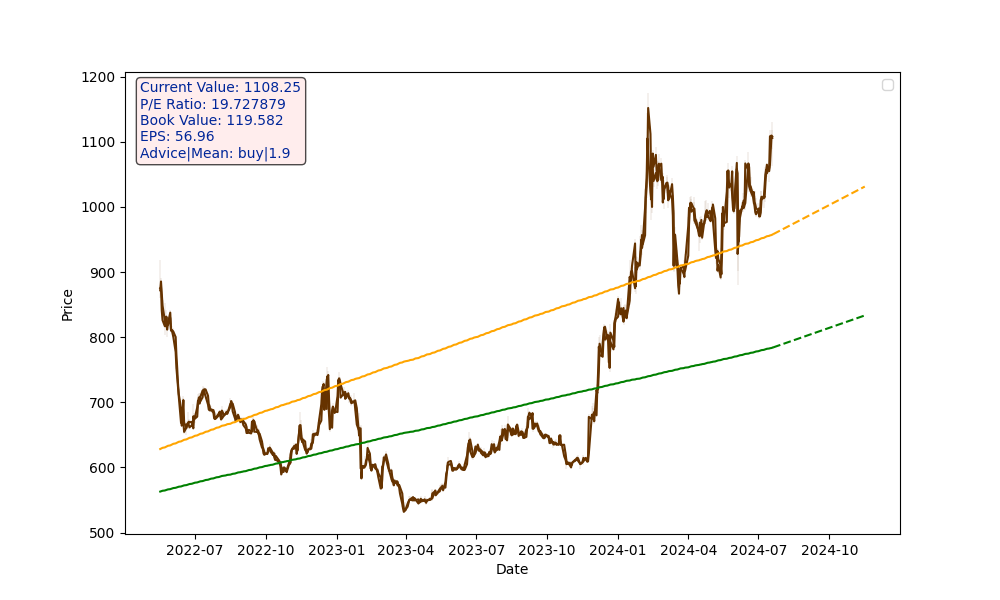 Current Value: 1108.25
P/E Ratio: 19.727879
Book Value: 119.582
EPS: 56.96
Advice|Mean: buy|1.9
1200
1100
1000
900
800
700
600
500
Price
2022-07 2022-10 2023-01 2023-04 2023-07 2023-10 2024-01 2024-04 2024-07 2024-10
Date